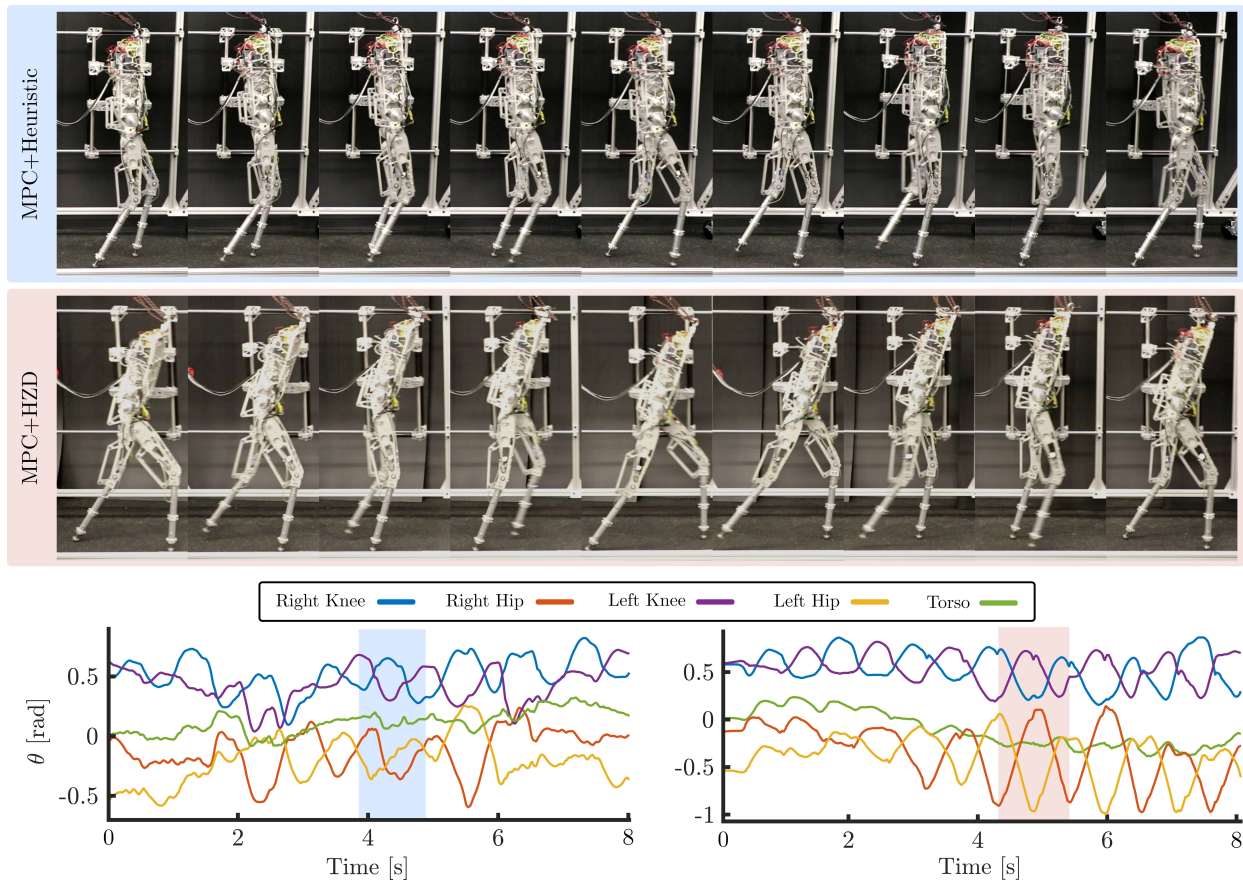 MPC+Heuristic
MPC+HZD
Right Knee Right Hip Left Knee Left Hip Torso
θ [rad]
0.5
0
-0.5
0 2 4 6 8
Time [s]
0.5
0
-0.5
-1
0 2 4 6 8
Time [s]